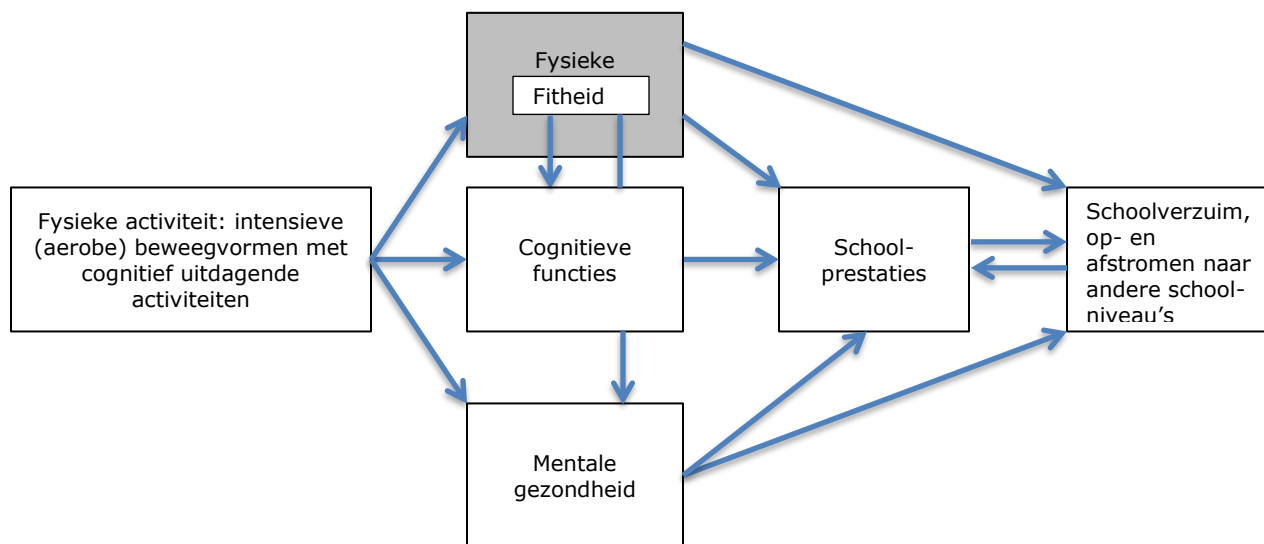 Fysieke
Fitheid
Fysieke activiteit: intensieve
(aerobe) beweegvormen met
cognitief uitdagende
activiteiten
Cognitieve
functies
School-
prestaties
Schoolverzuim,
op- en
afstromen naar
andere school-
niveau’s
Mentale
gezondheid